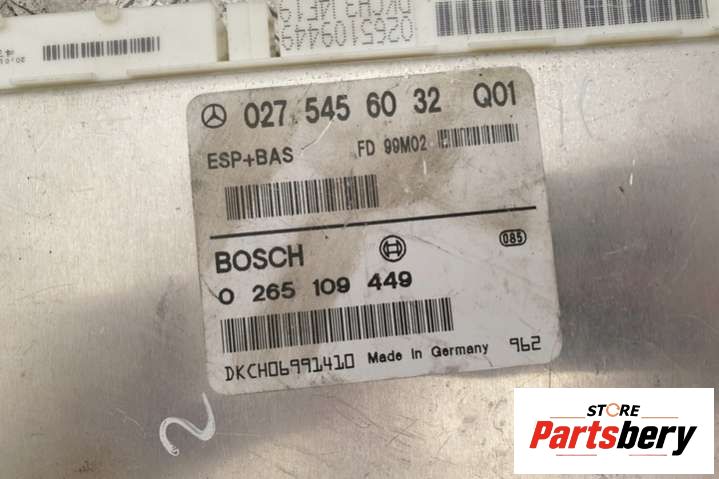 0265109449
027 545 60 32 Q01
ESP+BAS FD 99M02
BOSCH 085
0 265 109 449
DKCH06991410 Made in Germany 962
STORE
Partsbery